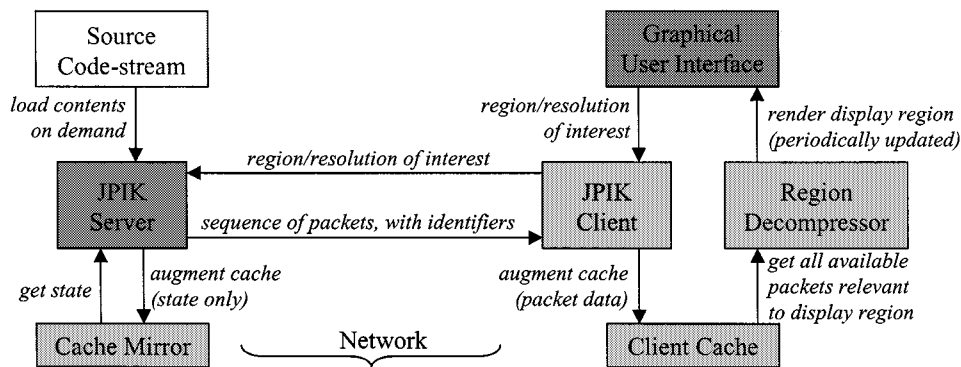 Source
Code-stream
Graphical
User Interface
load contents
on demand
region/resolution
of interest
render display region
(periodically updated)
region/resolution of interest
JPIK
Server
JPIK
Client
Region
Decompressor
sequence of packets, with identifiers
get state
augment cache
(state only)
augment cache
(packet data)
get all available
packets relevant
to display region
Cache Mirror
Network
Client Cache